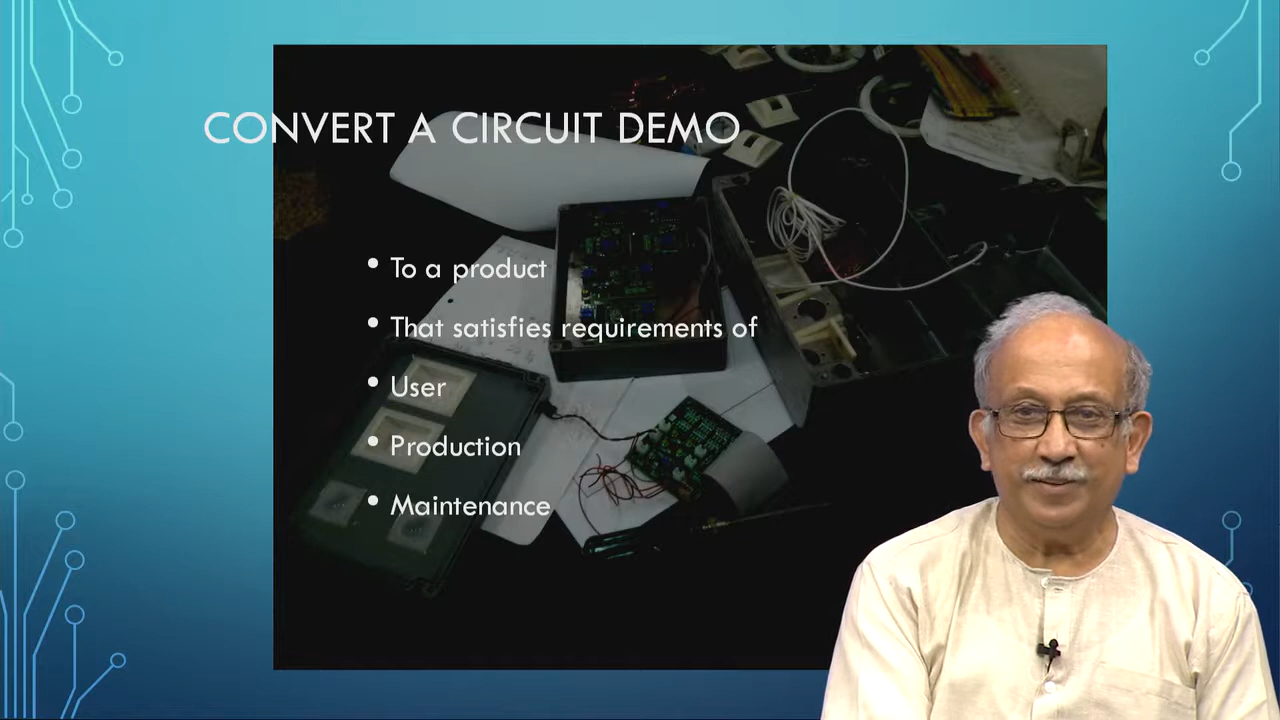 CONVERT A CIRCUIT DEMO
• To a product
• That satisfies requirements of
• User
• Production
• Maintenance